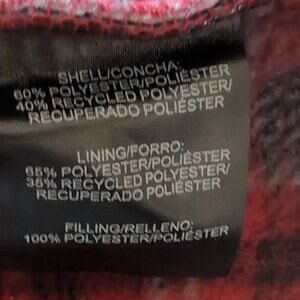 SHELL/CONCHA:
60% POLYESTER/POLIÉSTER
40% RECYCLED POLYESTER/
RECUPERADO POLIÉSTER
LINING/FORRO:
65% POLYESTER/POLIÉSTER
35% RECYCLED POLYESTER/
RECUPERADO POLIÉSTER
FILLING/RELLENO:
100% POLYESTER/POLIÉSTER